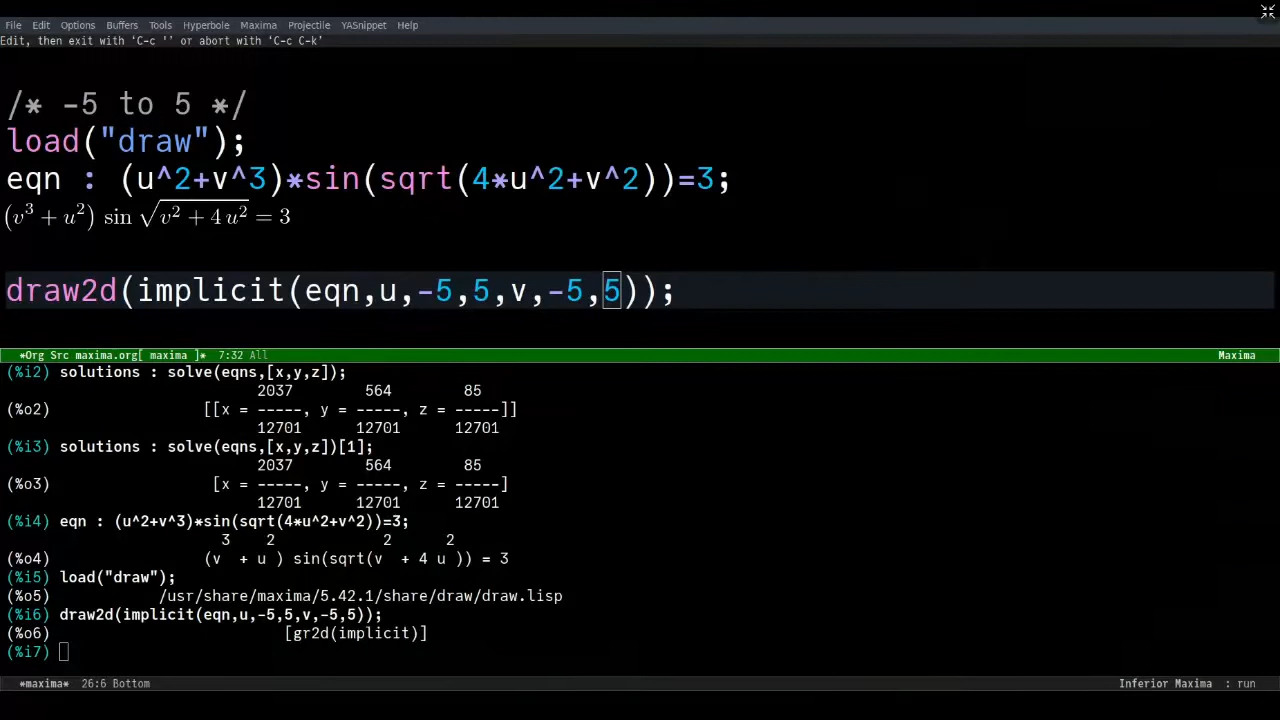 File Edit Options Buffers Tools Hyperbole Maxima Projectile YASnippet Help
Edit, then exit with ‘C-c '’ or abort with ‘C-c C-k’
/* -5 to 5 */
load("draw");
eqn : (u^2+v^3)*sin(sqrt(4*u^2+v^2))=3;
(v³ + u²) sin √(v² + 4 u²) = 3
draw2d(implicit(eqn,u,-5,5,v,-5,5));
*Org Src maxima.org[ maxima ]* 7:32 All Maxima
(%i2) solutions : solve(eqns,[x,y,z]);
2037 564 85
(%o2) [[x = -----, y = -----, z = -----]]
12701 12701 12701
(%i3) solutions : solve(eqns,[x,y,z])[1];
2037 564 85
(%o3) [x = -----, y = -----, z = -----]
12701 12701 12701
(%i4) eqn : (u^2+v^3)*sin(sqrt(4*u^2+v^2))=3;
3 2 2 2
(%o4) (v + u ) sin(sqrt(v + 4 u )) = 3
(%i5) load("draw");
(%o5) /usr/share/maxima/5.42.1/share/draw/draw.lisp
(%i6) draw2d(implicit(eqn,u,-5,5,v,-5,5));
(%o6) [gr2d(implicit)]
(%i7)
*maxima* 26:6 Bottom Inferior Maxima : run